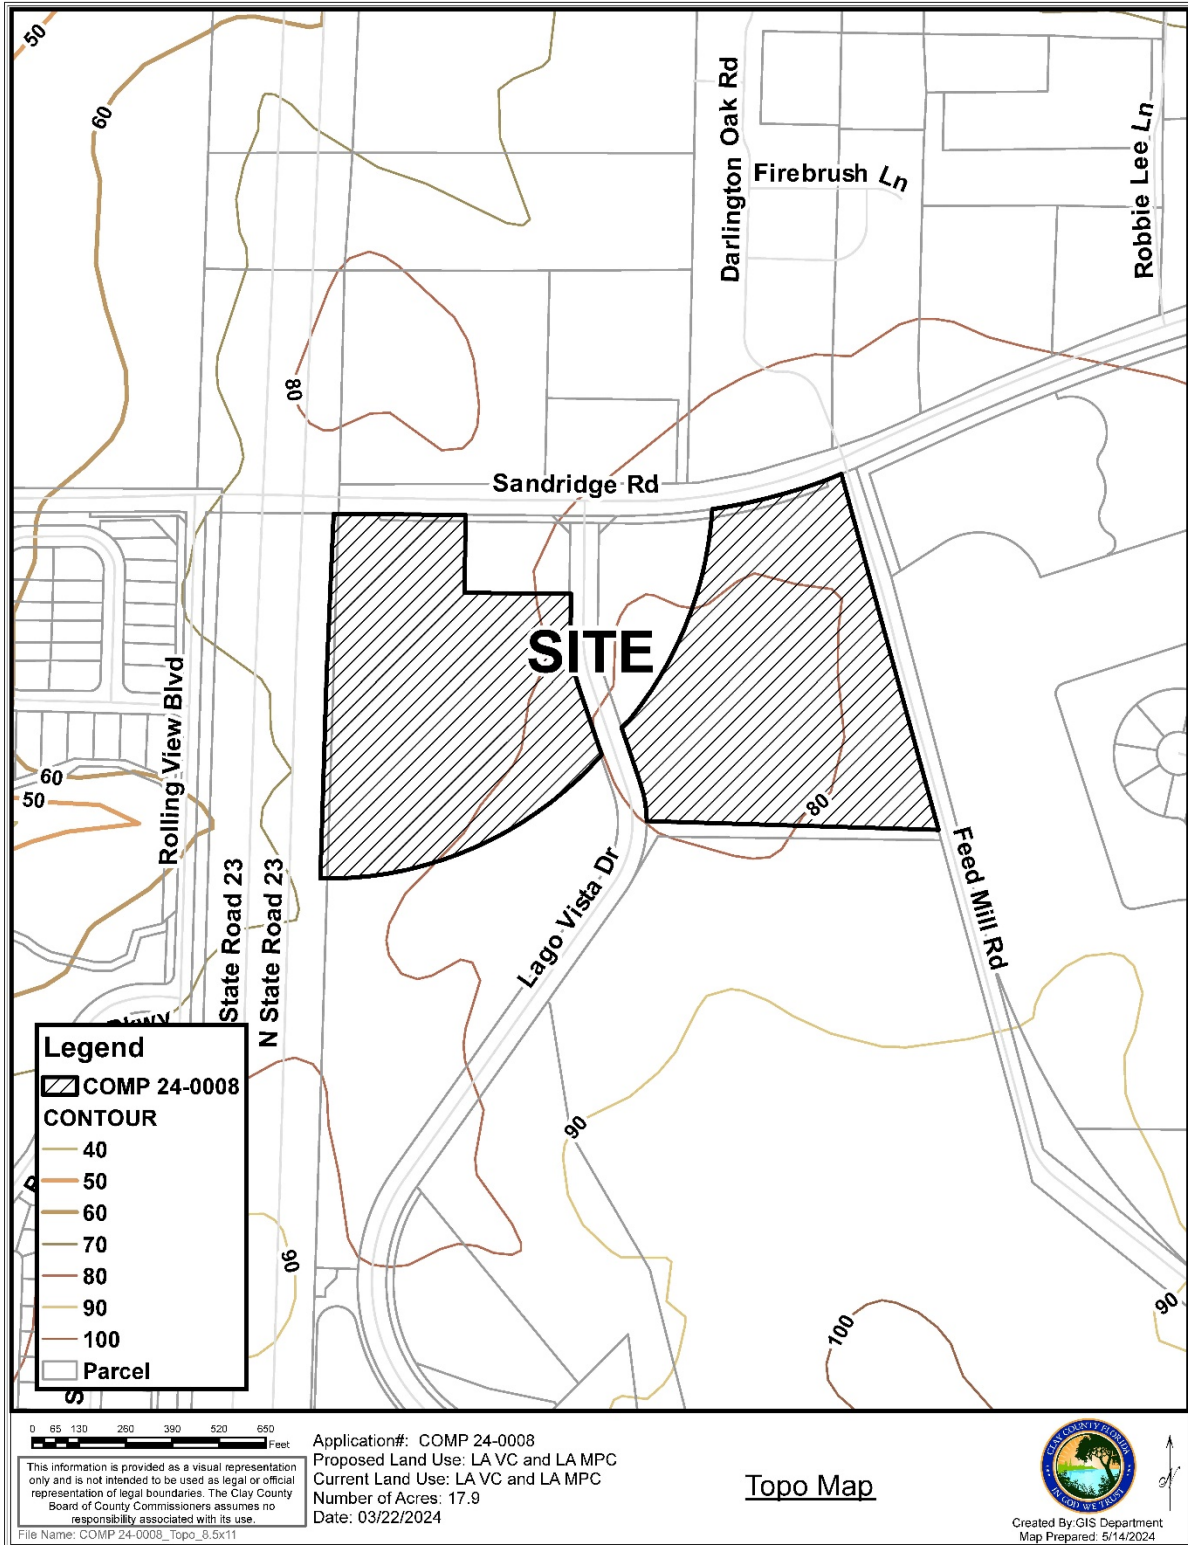 50
60
Darlington Oak Rd
Firebrush Ln
Robbie Lee Ln
80
Sandridge Rd
SITE
Rolling View Blvd
60
50
80
State Road 23
N State Road 23
Lago Vista Dr
Feed Mill Rd
Pkwy
90
90
100
90
Legend
COMP 24-0008
CONTOUR
40
50
60
70
80
90
100
Parcel
0 65 130 260 390 520 650
Feet
This information is provided as a visual representation
only and is not intended to be used as legal or official
representation of legal boundaries. The Clay County
Board of County Commissioners assumes no
responsibility associated with its use.
File Name: COMP 24-0008_Topo_8.5x11
Application#: COMP 24-0008
Proposed Land Use: LA VC and LA MPC
Current Land Use: LA VC and LA MPC
Number of Acres: 17.9
Date: 03/22/2024
Topo Map
CLAY COUNTY FLORIDA
IN GOD WE TRUST
N
Created By:GIS Department
Map Prepared: 5/14/2024